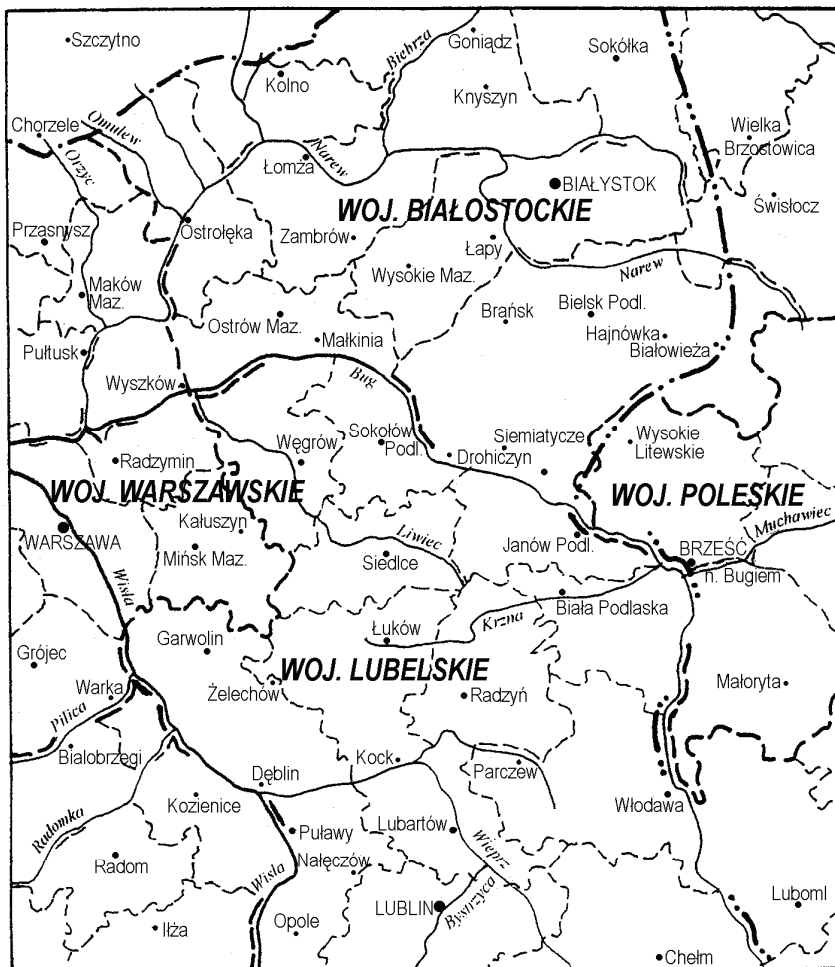 Szczytno
Goniądz
Sokółka
Biebrza
Kolno
Knyszyn
Chorzele
Omulew
Wielka
Brzostowica
Orzyc
Łomża
Narew
BIAŁYSTOK
Świsłocz
WOJ. BIAŁOSTOCKIE
Przasnysz
Ostrołęka
Zambrów
Łapy
Wysokie Maz.
Narew
Maków
Maz.
Ostrów Maz.
Brańsk
Bielsk Podl.
Małkinia
Hajnówka
Białowieża
Pułtusk
Wyszków
Bug
Sokołów
Podl.
Węgrów
Siemiatycze
Drohiczyn
Wysokie
Litewskie
Radzymin
WOJ. WARSZAWSKIE
WOJ. POLESKIE
Kałuszyn
Muchawiec
WARSZAWA
Mińsk Maz.
Liwiec
Siedlce
Janów Podl.
BRZEŚĆ
n. Bugiem
Wisła
Krzna
Biała Podlaska
Łuków
Garwolin
Grójec
WOJ. LUBELSKIE
Żelechów
Radzyń
Małoryta
Warka
Pilica
Bialobrzegi
Kock
Parczew
Dęblin
Kozienice
Włodawa
Radomka
Puławy
Lubartów
Wieprz
Radom
Nałęczów
Wisła
LUBLIN
Bystrzyca
Luboml
Iłża
Opole
Chełm